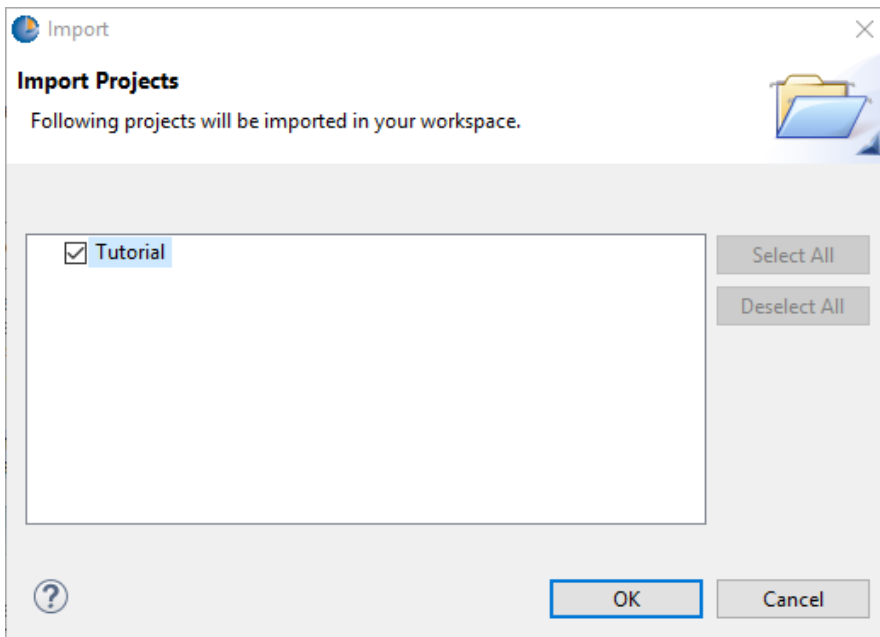 Import
Import Projects
Following projects will be imported in your workspace.
Tutorial
Select All
Deselect All
?
OK
Cancel